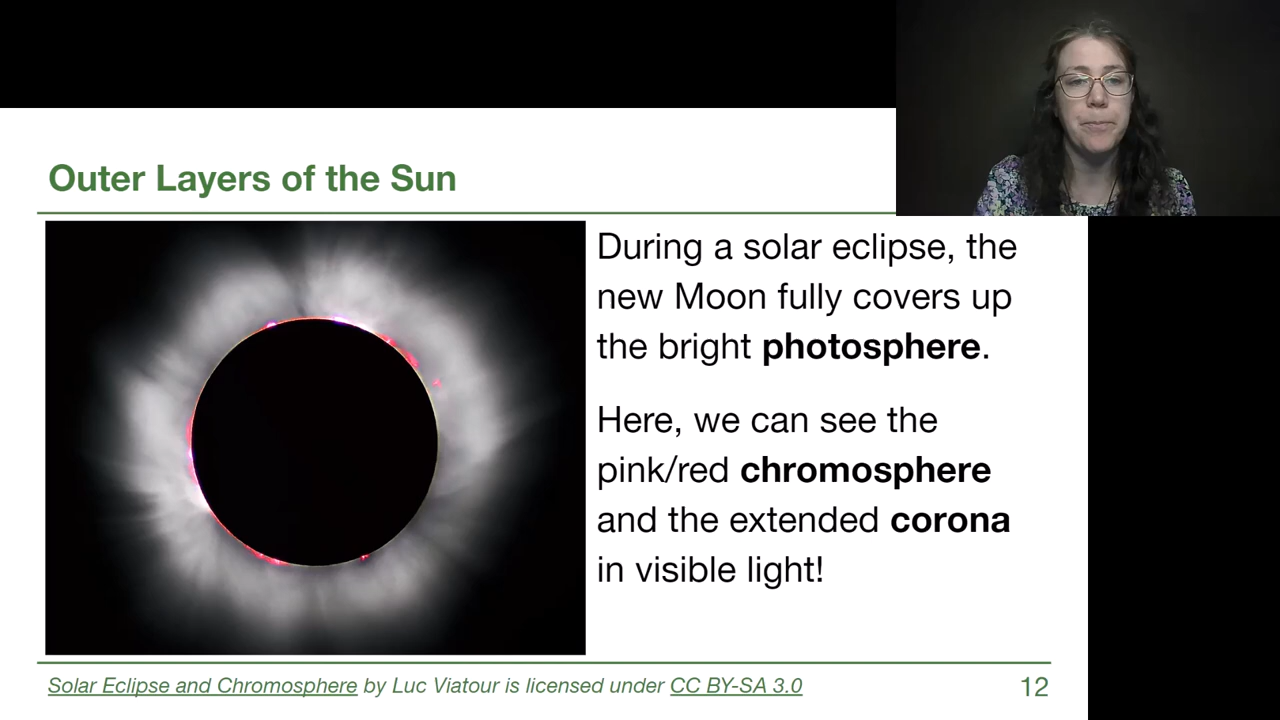 Outer Layers of the Sun
During a solar eclipse, the
new Moon fully covers up
the bright photosphere.
Here, we can see the
pink/red chromosphere
and the extended corona
in visible light!
Solar Eclipse and Chromosphere by Luc Viatour is licensed under CC BY-SA 3.0
12